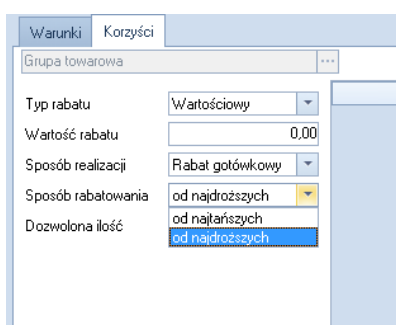 Warunki Korzyści
Grupa towarowa ...
Typ rabatu Wartościowy
Wartość rabatu 0,00
Sposób realizacji Rabat gotówkowy
Sposób rabatowania od najdroższych
od najtańszych
Dozwolona ilość
od najdroższych